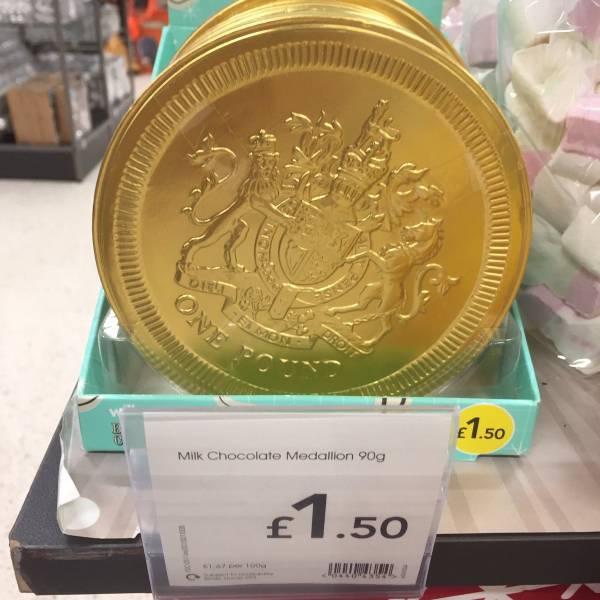 DIEU ET MON DROIT
ONE POUND
£1.50
Milk Chocolate Medallion 90g
£1.50
£1.67 per 100g